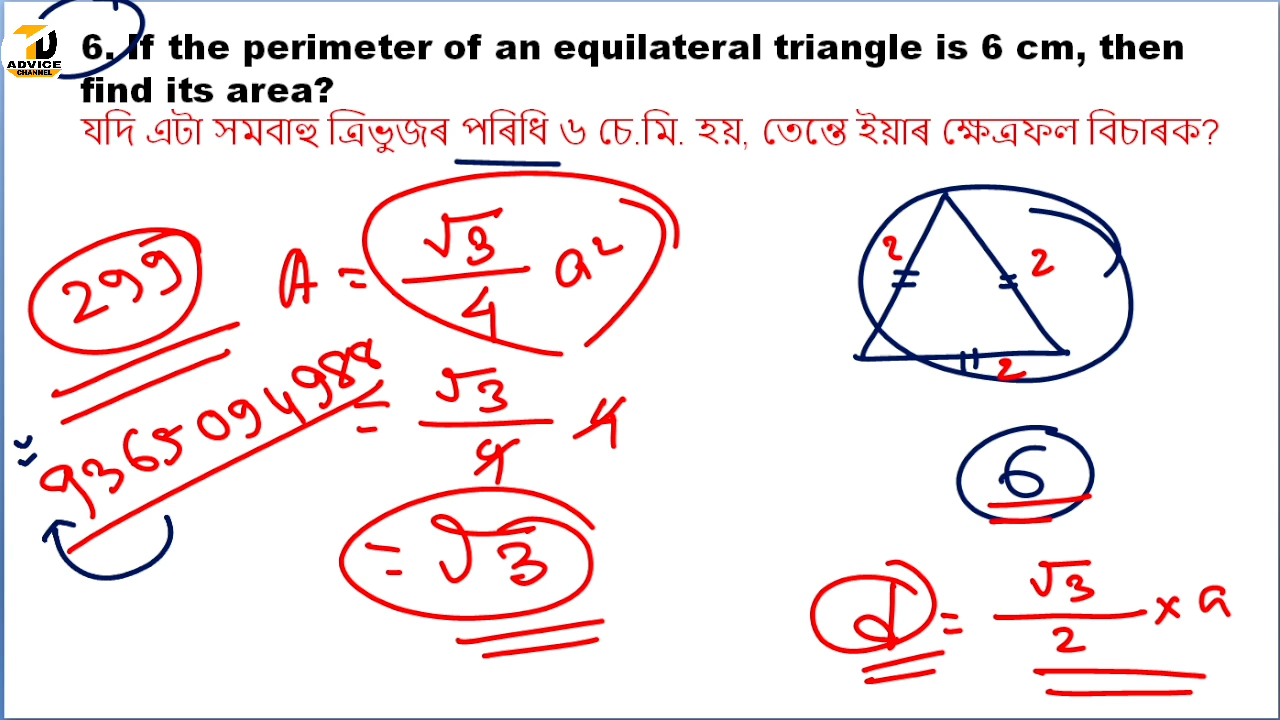 TD
ADVICE
CHANNEL
6. If the perimeter of an equilateral triangle is 6 cm, then
find its area?
যদি এটা সমবাহু ত্ৰিভুজৰ পৰিধি ৬ চে.মি. হয়, তেন্তে ইয়াৰ ক্ষেত্ৰফল বিচাৰক?
299
A = √3/4 a²
2 2
2
9365094988
= √3/4 4
6
= √3
d = √3/2 × a